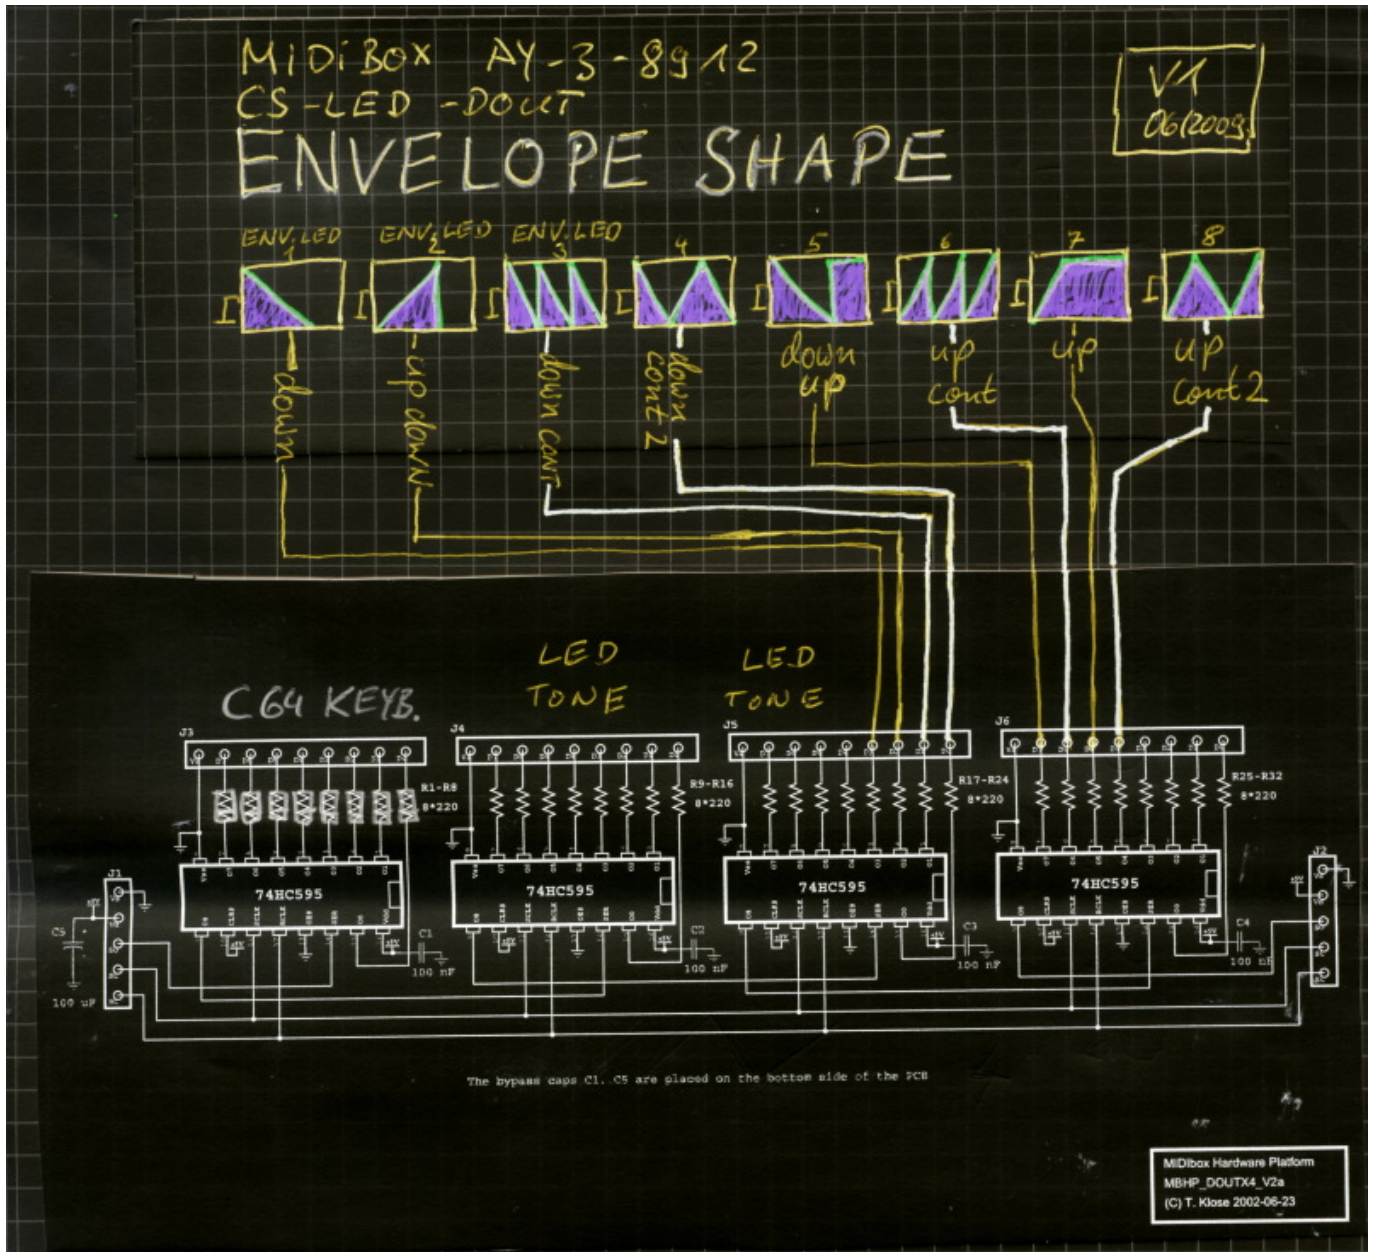 MIDIBOX AY-3-8912
CS-LED-DOUT
ENVELOPE SHAPE
V1
06/2009
ENV.LED 1
ENV.LED 2
ENV.LED 3
4
5
6
7
8
down
up down
down cont
down cont 2
down up
up cont
up
up cont 2
C64 KEYB.
LED TONE
LED TONE
J3
J4
J5
J6
R1-R8
8*220
R9-R16
8*220
R17-R24
8*220
R25-R32
8*220
74HC595
74HC595
74HC595
74HC595
J1
J2
C5
100 uF
C1
100 nF
C2
100 nF
C3
100 nF
C4
100 nF
The bypass caps C1..C5 are placed on the bottom side of the PCB
MIDIbox Hardware Platform
MBHP_DOUTX4_V2a
(C) T. Klose 2002-06-23